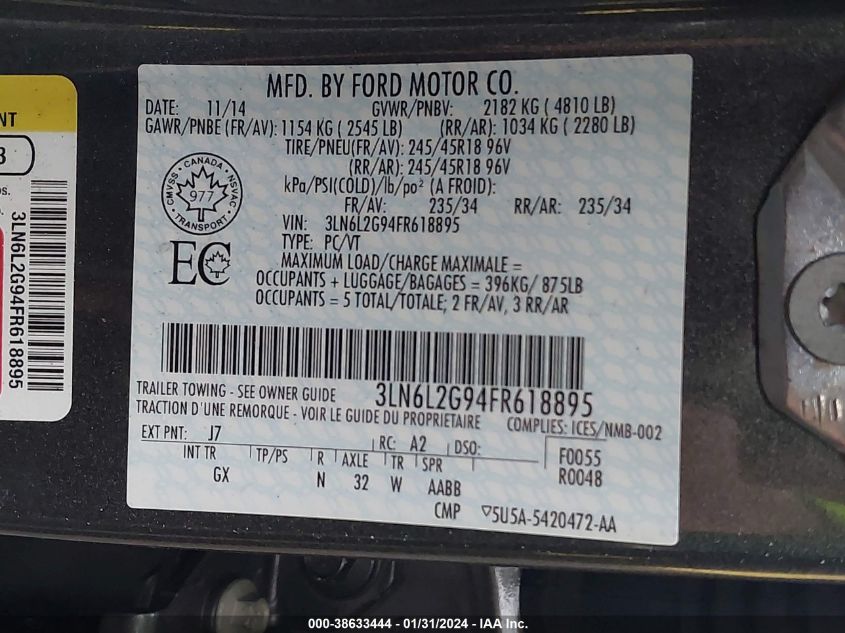 MFD. BY FORD MOTOR CO.
DATE: 11/14 GVWR/PNBV: 2182 KG ( 4810 LB)
GAWR/PNBE (FR/AV): 1154 KG ( 2545 LB) (RR/AR): 1034 KG ( 2280 LB)
TIRE/PNEU(FR/AV): 245/45R18 96V
(RR/AR): 245/45R18 96V
kPa/PSI(COLD)/lb/po² (A FROID):
FR/AV: 235/34 RR/AR: 235/34
VIN: 3LN6L2G94FR618895
TYPE: PC/VT
MAXIMUM LOAD/CHARGE MAXIMALE =
OCCUPANTS + LUGGAGE/BAGAGES = 396KG/ 875LB
OCCUPANTS = 5 TOTAL/TOTALE; 2 FR/AV, 3 RR/AR
CANADA
CMVSS NSVAC
977
TRANSPORT
EC
3LN6L2G94FR618895
TRAILER TOWING - SEE OWNER GUIDE
TRACTION D'UNE REMORQUE - VOIR LE GUIDE DU PROPRIETAIRE
COMPLIES: ICES/NMB-002
EXT PNT: J7 RC: A2 DSO:
F0055
R0048
INT TR TP/PS R AXLE TR SPR
GX N 32 W AABB
CMP ▽5U5A-5420472-AA
NT
3
os.
3LN6L2G94FR618895
000-38633444 - 01/31/2024 - IAA Inc.